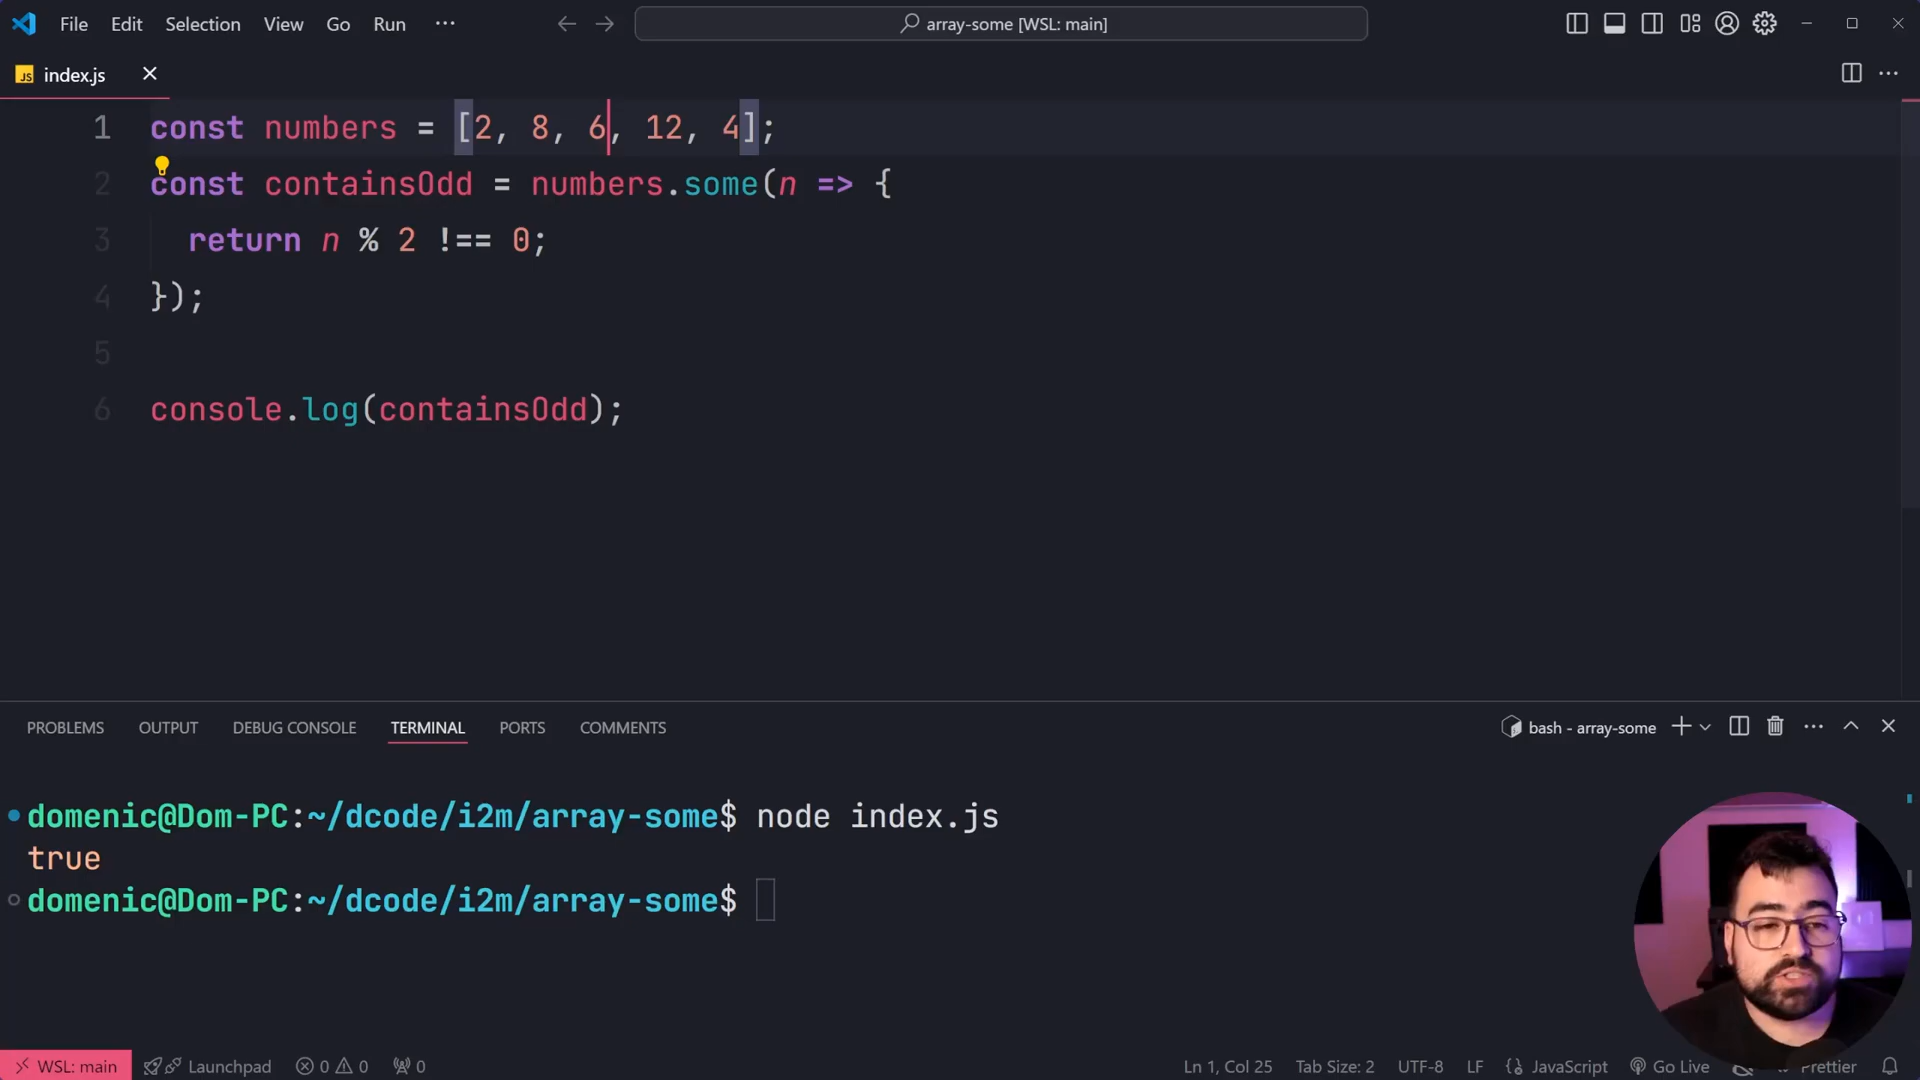 File Edit Selection View Go Run ··· array-some [WSL: main]
JS index.js
1 const numbers = [2, 8, 6, 12, 4];
2 const containsOdd = numbers.some(n => {
3 return n % 2 !== 0;
4 });
5
6 console.log(containsOdd);
PROBLEMS OUTPUT DEBUG CONSOLE TERMINAL PORTS COMMENTS bash - array-some
domenic@Dom-PC:~/dcode/i2m/array-some$ node index.js
true
domenic@Dom-PC:~/dcode/i2m/array-some$
WSL: main Launchpad 0 0 0 Ln 1, Col 25 Tab Size: 2 UTF-8 LF {} JavaScript Go Live Prettier